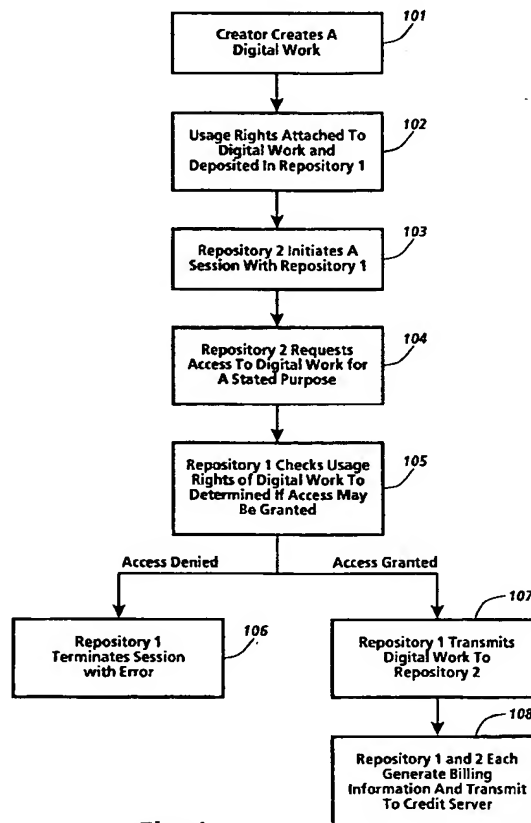 101
Creator Creates A
Digital Work
102
Usage Rights Attached To
Digital Work and
Deposited In Repository 1
103
Repository 2 Initiates A
Session With Repository 1
104
Repository 2 Requests
Access To Digital Work for
A Stated Purpose
105
Repository 1 Checks Usage
Rights of Digital Work To
Determined If Access May
Be Granted
Access Denied
Access Granted
106
Repository 1
Terminates Session
with Error
107
Repository 1 Transmits
Digital Work To
Repository 2
108
Repository 1 and 2 Each
Generate Billing
Information And Transmit
To Credit Server